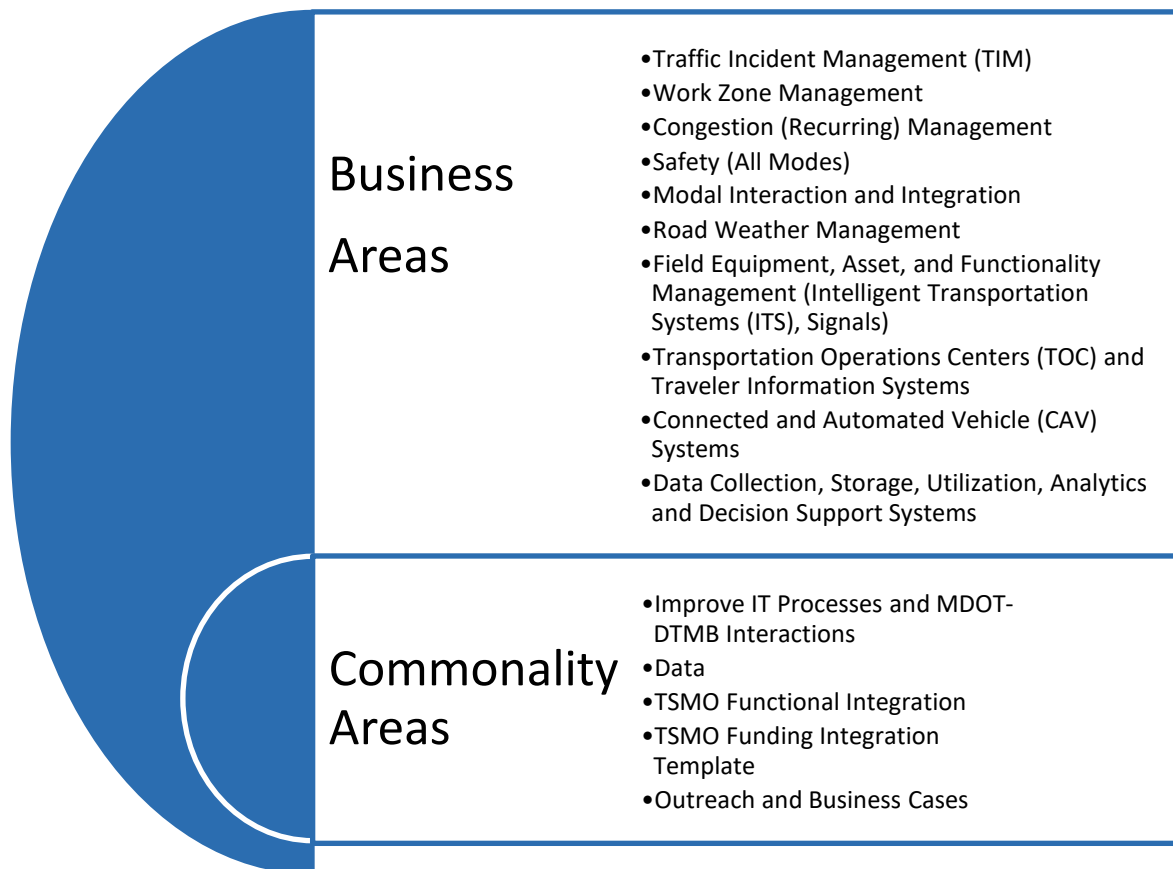 Business
Areas
•Traffic Incident Management (TIM)
•Work Zone Management
•Congestion (Recurring) Management
•Safety (All Modes)
•Modal Interaction and Integration
•Road Weather Management
•Field Equipment, Asset, and Functionality
Management (Intelligent Transportation
Systems (ITS), Signals)
•Transportation Operations Centers (TOC) and
Traveler Information Systems
•Connected and Automated Vehicle (CAV)
Systems
•Data Collection, Storage, Utilization, Analytics
and Decision Support Systems
Commonality
Areas
•Improve IT Processes and MDOT-
DTMB Interactions
•Data
•TSMO Functional Integration
•TSMO Funding Integration
Template
•Outreach and Business Cases